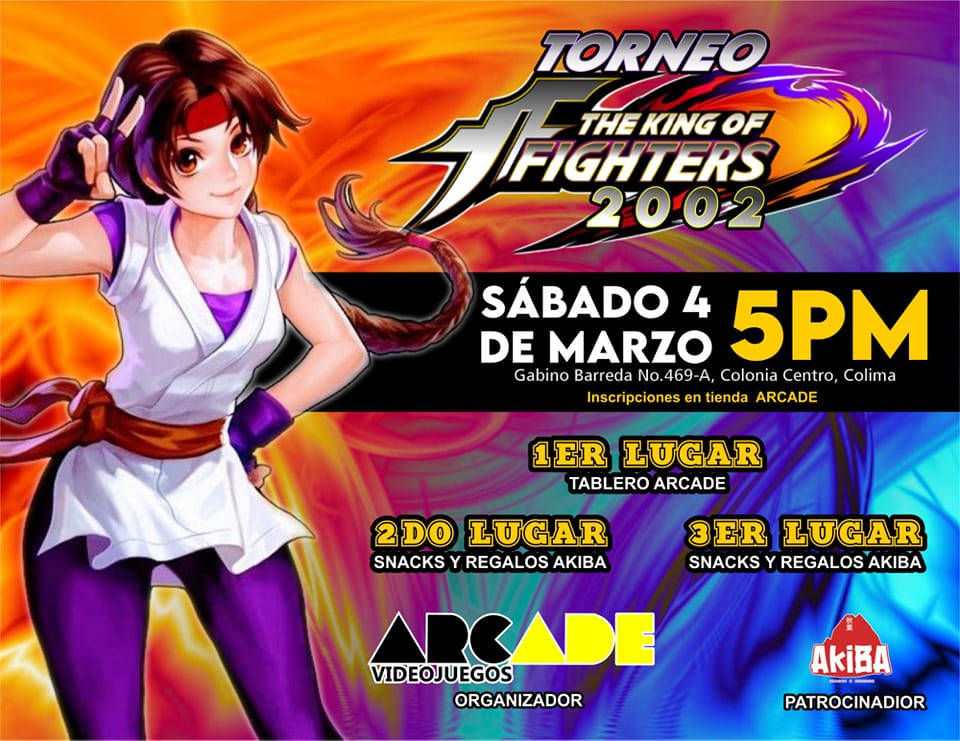 TORNEO
THE KING OF
FIGHTERS
2002
SÁBADO 4
DE MARZO
5PM
Gabino Barreda No.469-A, Colonia Centro, Colima
Inscripciones en tienda ARCADE
1ER LUGAR
TABLERO ARCADE
2DO LUGAR
SNACKS Y REGALOS AKIBA
3ER LUGAR
SNACKS Y REGALOS AKIBA
ARCADE
VIDEOJUEGOS
ORGANIZADOR
秋葉
AKiBA
PATROCINADIOR